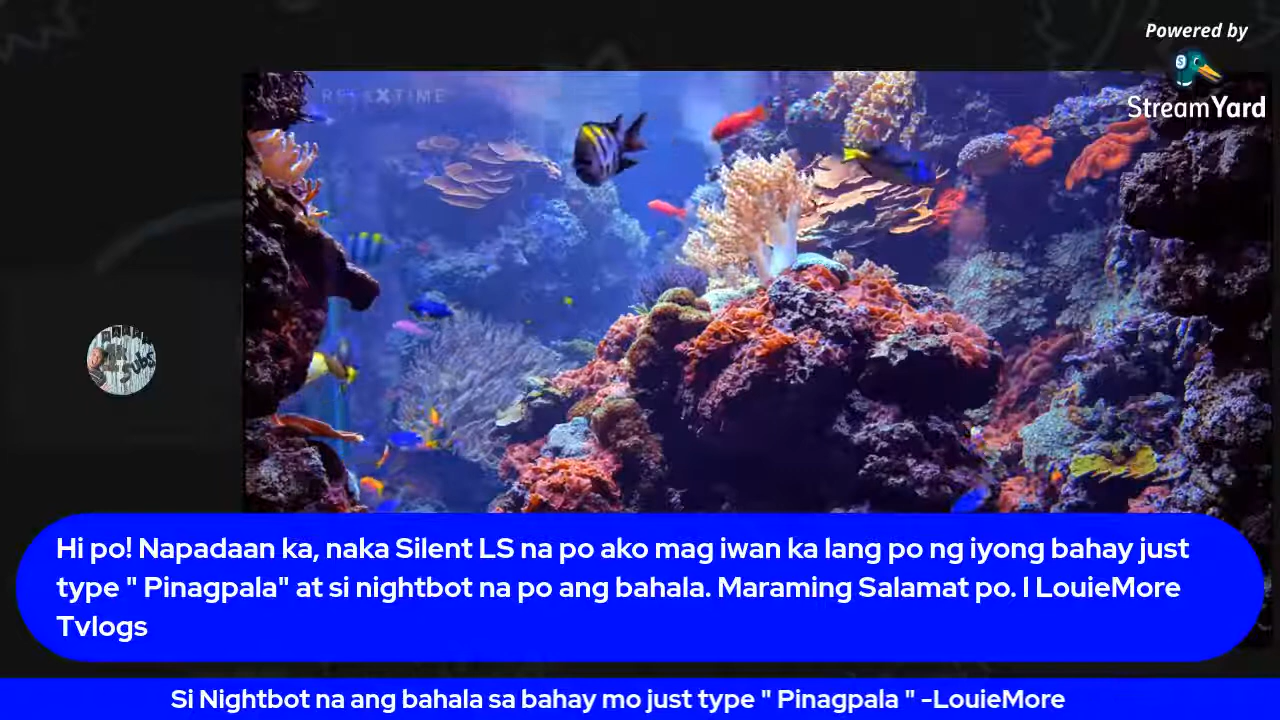 Powered by
StreamYard
RELAXTIME
Hi po! Napadaan ka, naka Silent LS na po ako mag iwan ka lang po ng iyong bahay just
type " Pinagpala" at si nightbot na po ang bahala. Maraming Salamat po. I LouieMore
Tvlogs
Si Nightbot na ang bahala sa bahay mo just type " Pinagpala " -LouieMore